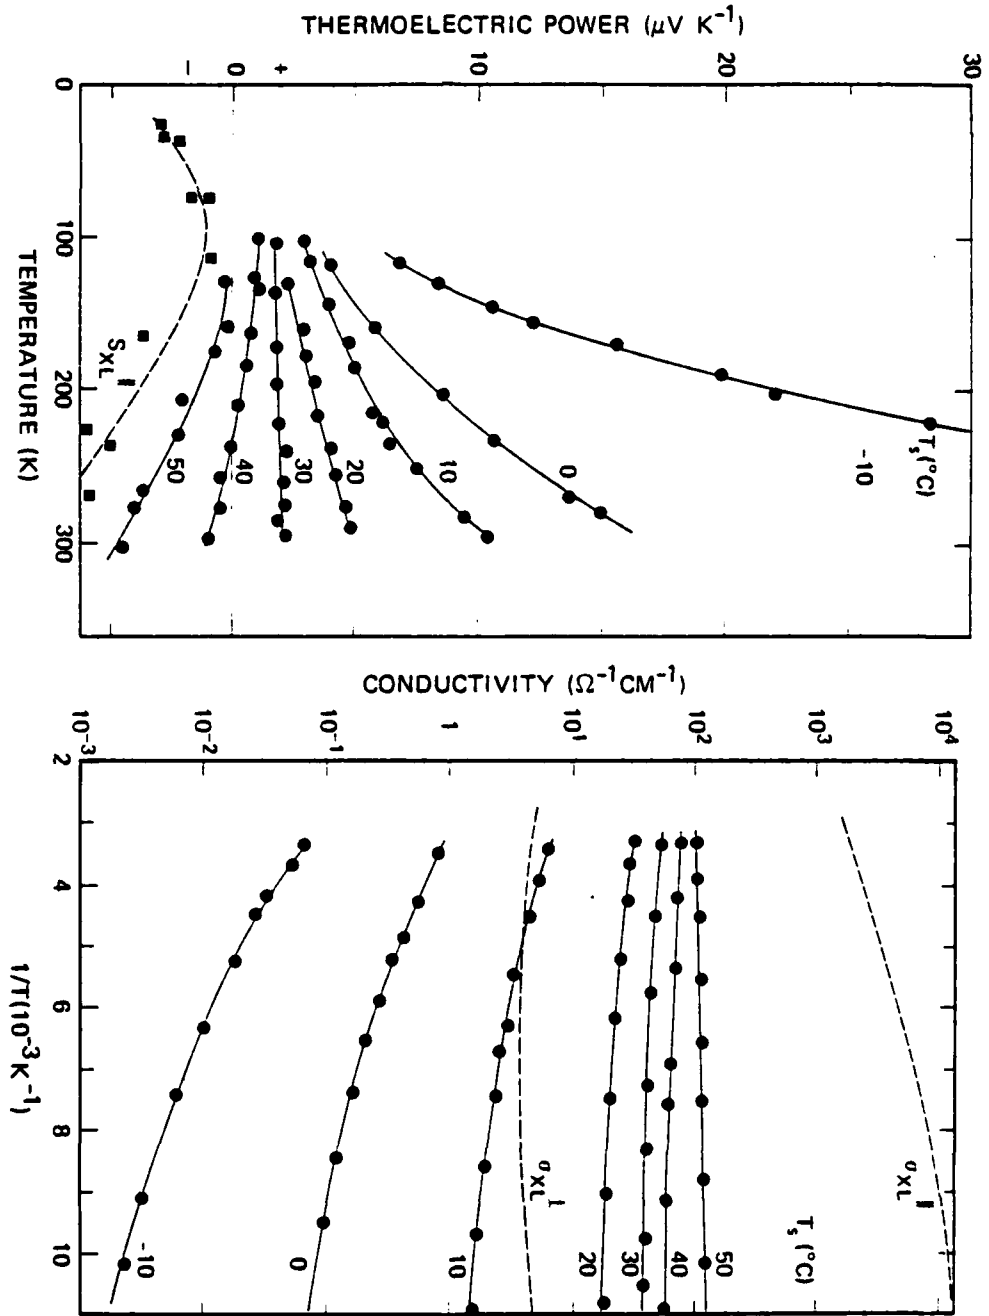 THERMOELECTRIC POWER (μV K⁻¹)
− 0 + 10 20 30
0
100
200
300
TEMPERATURE (K)
S_XL^∥
50
40
30
20
10
0
-10
T_s(°C)
CONDUCTIVITY (Ω⁻¹CM⁻¹)
10⁻³ 10⁻² 10⁻¹ 1 10¹ 10² 10³ 10⁴
2
4
6
8
10
1/T(10⁻³K⁻¹)
σ_XL^⊥
σ_XL^∥
-10
0
10
20
30
40
50
T_s (°C)